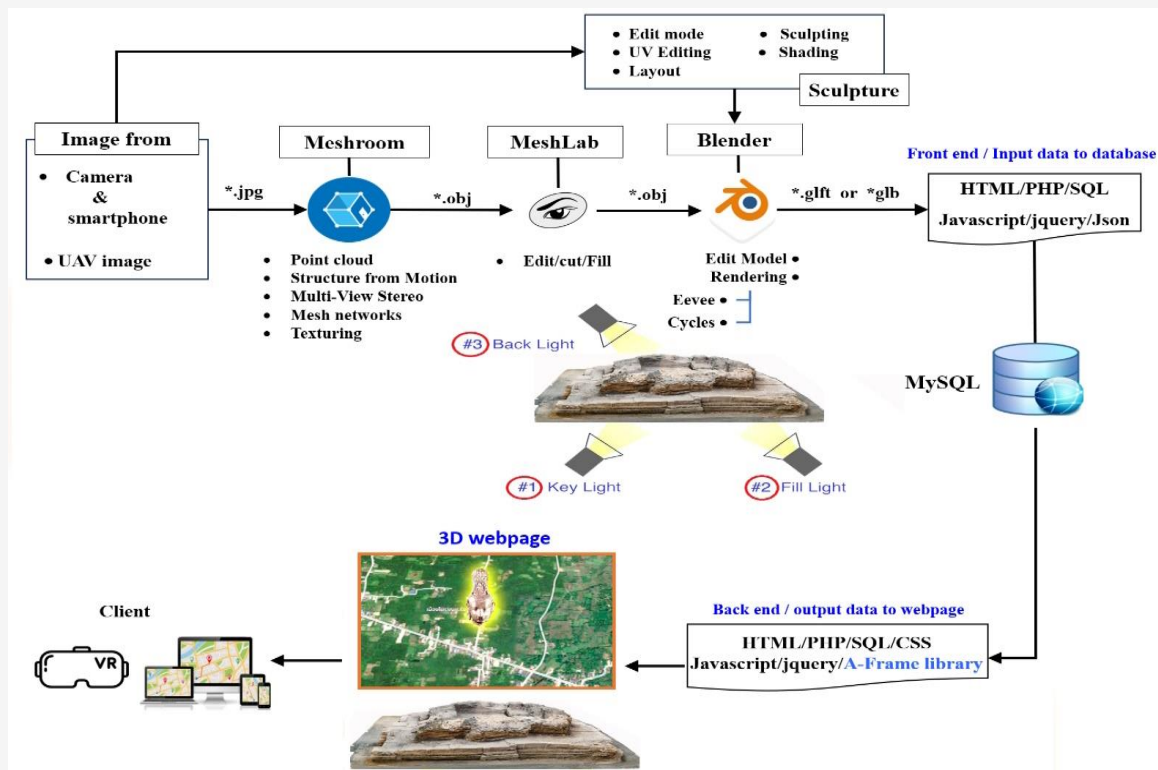 • Edit mode
• UV Editing
• Layout
• Sculpting
• Shading
Sculpture
Image from
• Camera
&
smartphone
• UAV image
*.jpg
Meshroom
• Point cloud
• Structure from Motion
• Multi-View Stereo
• Mesh networks
• Texturing
*.obj
MeshLab
• Edit/cut/Fill
*.obj
Blender
Edit Model •
Rendering •
Eevee •
Cycles •
*.glft or *glb
Front end / Input data to database
HTML/PHP/SQL
Javascript/jquery/Json
#3 Back Light
#1 Key Light
#2 Fill Light
MySQL
Back end / output data to webpage
HTML/PHP/SQL/CSS
Javascript/jquery/A-Frame library
3D webpage
Client
VR